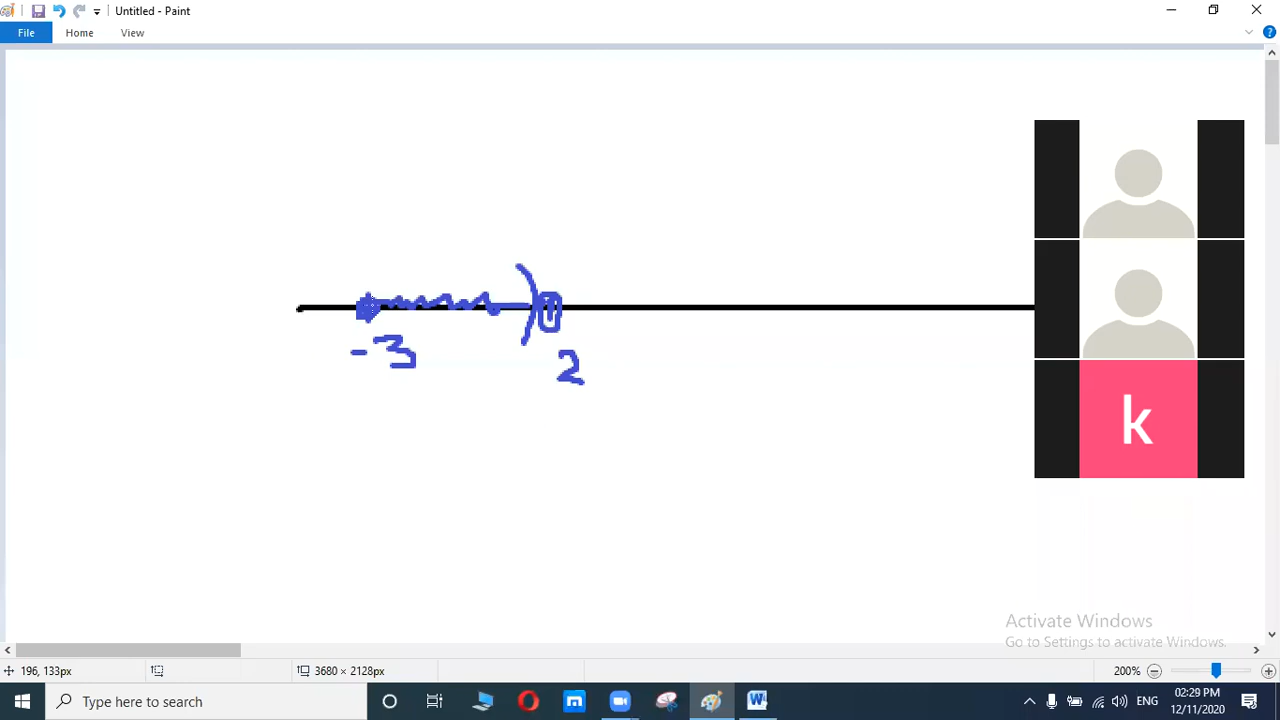 Untitled - Paint
File Home View
-3
2
k
Activate Windows
Go to Settings to activate Windows.
196, 133px
3680 × 2128px
200%
Type here to search
ENG
02:29 PM
12/11/2020